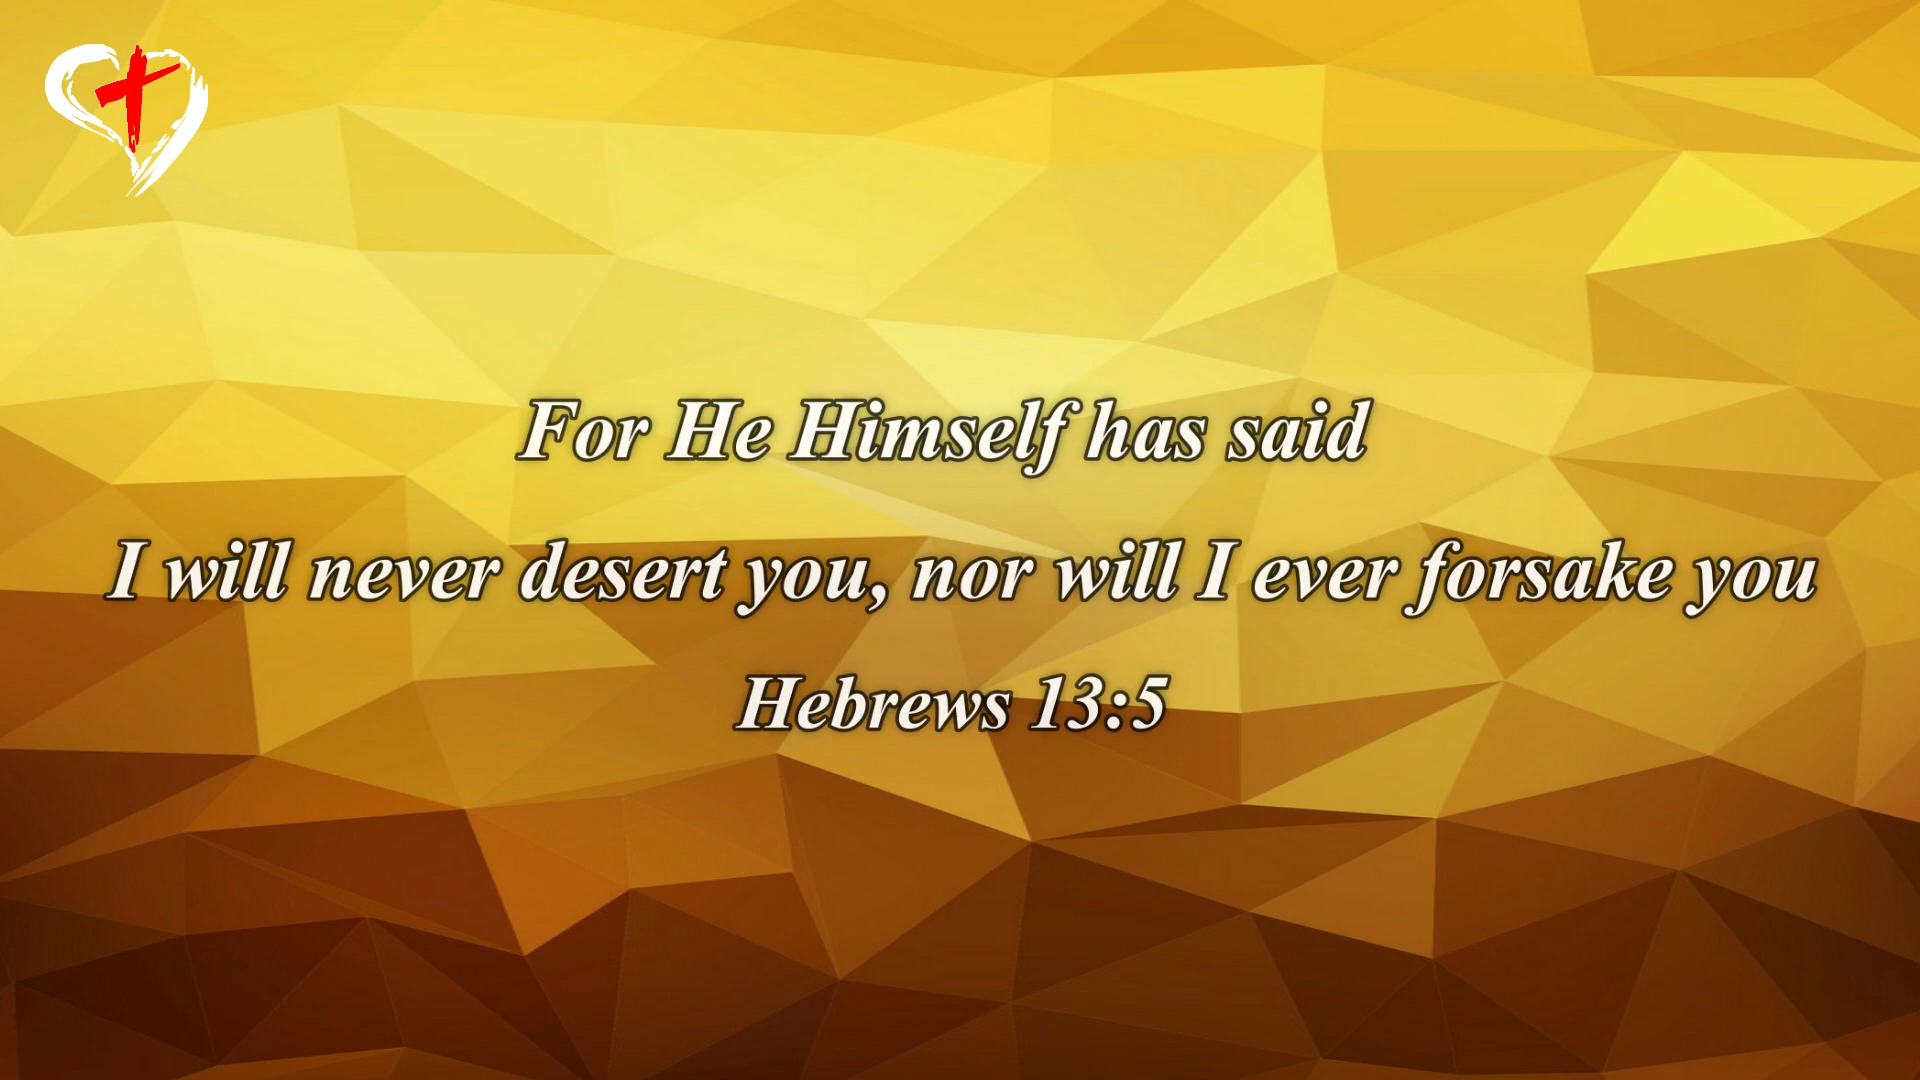 For He Himself has said
I will never desert you, nor will I ever forsake you
Hebrews 13:5